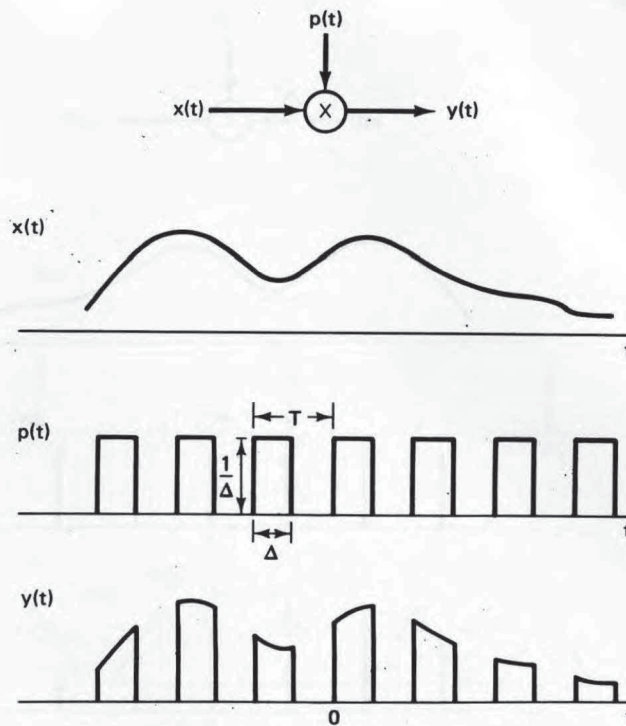 p(t)
x(t) X y(t)
x(t)
t
T
p(t)
1
Δ
t
Δ
y(t)
0